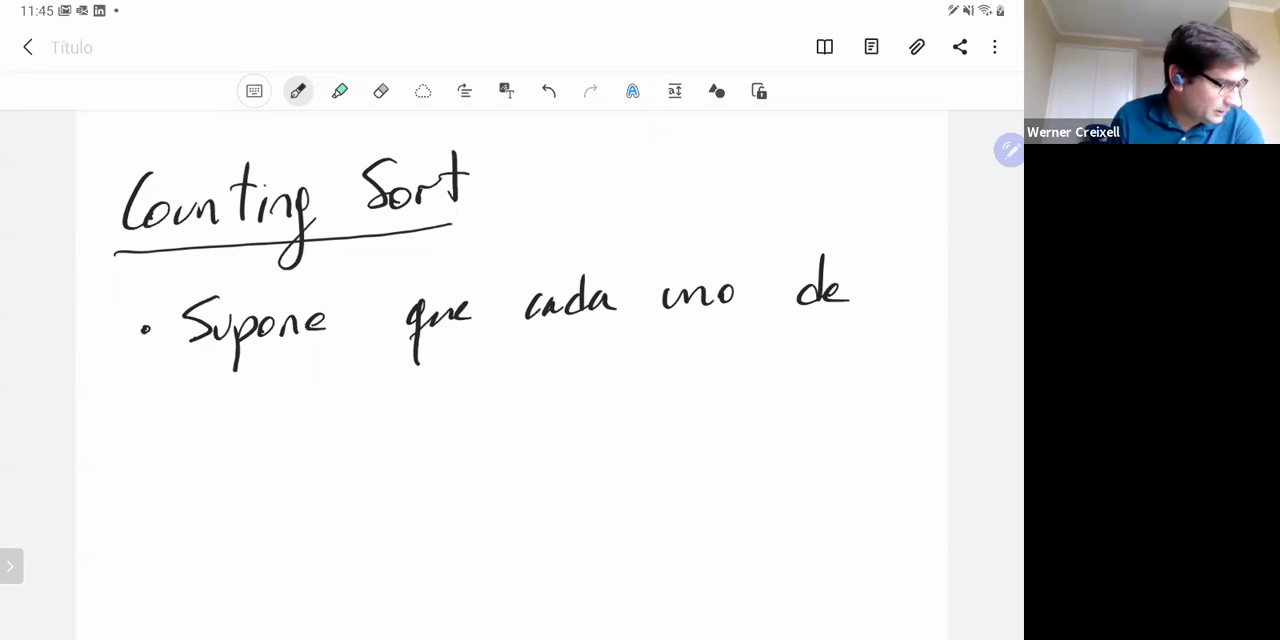 11:45
Título
Werner Creixell
Counting Sort
• Supone que cada uno de